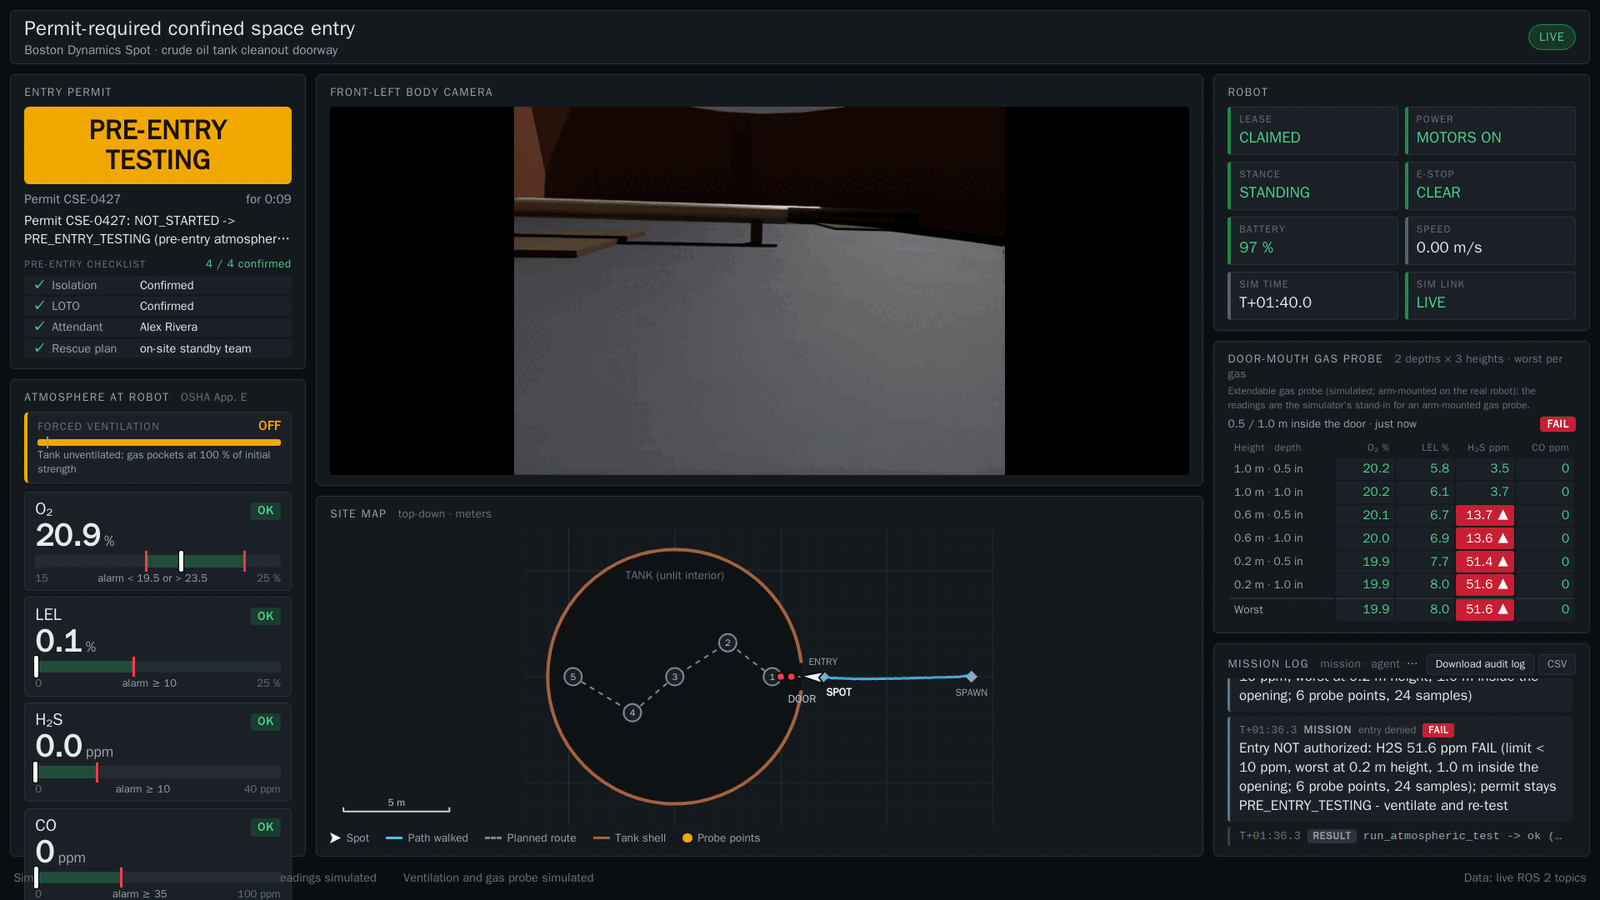 Permit-required confined space entry
Boston Dynamics Spot · crude oil tank cleanout doorway
LIVE
ENTRY PERMIT
PRE-ENTRY
TESTING
Permit CSE-0427 for 0:09
Permit CSE-0427: NOT_STARTED ->
PRE_ENTRY_TESTING (pre-entry atmospher···
PRE-ENTRY CHECKLIST 4 / 4 confirmed
✓ Isolation Confirmed
✓ LOTO Confirmed
✓ Attendant Alex Rivera
✓ Rescue plan on-site standby team
ATMOSPHERE AT ROBOT OSHA App. E
FORCED VENTILATION OFF
Tank unventilated: gas pockets at 100 % of initial
strength
O₂ OK
20.9 %
15 alarm < 19.5 or > 23.5 25 %
LEL OK
0.1 %
0 alarm ≥ 10 25 %
H₂S OK
0.0 ppm
0 alarm ≥ 10 40 ppm
CO OK
0 ppm
0 alarm ≥ 35 100 ppm
FRONT-LEFT BODY CAMERA
SITE MAP top-down · meters
TANK (unlit interior)
2
ENTRY
5
3
1
SPOT
DOOR
SPAWN
4
5 m
Spot Path walked Planned route Tank shell Probe points
ROBOT
LEASE
CLAIMED
POWER
MOTORS ON
STANCE
STANDING
E-STOP
CLEAR
BATTERY
97 %
SPEED
0.00 m/s
SIM TIME
T+01:40.0
SIM LINK
LIVE
DOOR-MOUTH GAS PROBE 2 depths × 3 heights · worst per
gas
Extendable gas probe (simulated; arm-mounted on the real robot): the
readings are the simulator's stand-in for an arm-mounted gas probe.
0.5 / 1.0 m inside the door · just now FAIL
Height · depth O₂ % LEL % H₂S ppm CO ppm
1.0 m · 0.5 in 20.2 5.8 3.5 0
1.0 m · 1.0 in 20.2 6.1 3.7 0
0.6 m · 0.5 in 20.1 6.7 13.7 ▲ 0
0.6 m · 1.0 in 20.0 6.9 13.6 ▲ 0
0.2 m · 0.5 in 19.9 7.7 51.4 ▲ 0
0.2 m · 1.0 in 19.9 8.0 51.6 ▲ 0
Worst 19.9 8.0 51.6 ▲ 0
MISSION LOG mission · agent ··· Download audit log CSV
10 ppm, worst at 0.2 m height, 1.0 m inside the
opening; 6 probe points, 24 samples)
T+01:36.3 MISSION entry denied FAIL
Entry NOT authorized: H2S 51.6 ppm FAIL (limit <
10 ppm, worst at 0.2 m height, 1.0 m inside the
opening; 6 probe points, 24 samples); permit stays
PRE_ENTRY_TESTING - ventilate and re-test
T+01:36.3 RESULT run_atmospheric_test -> ok (…
eadings simulated Ventilation and gas probe simulated
Data: live ROS 2 topics